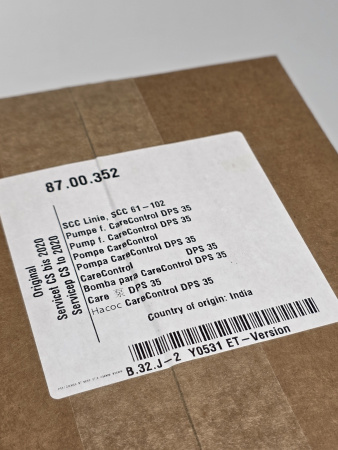 87.00.352
SCC Linie, SCC 61-102
Pumpe f. CareControl DPS 35
Pump f. CareControl DPS 35
Pompe CareControl
Pompa CareControl DPS 35
CareControl DPS 35
Bomba para CareControl DPS 35
Care DPS 35
Насос CareControl DPS 35
Country of origin: India
B.32.J-2 Y0531 ET-Version
Original
Servicel CS bis 2020
Servicep CS to 2020